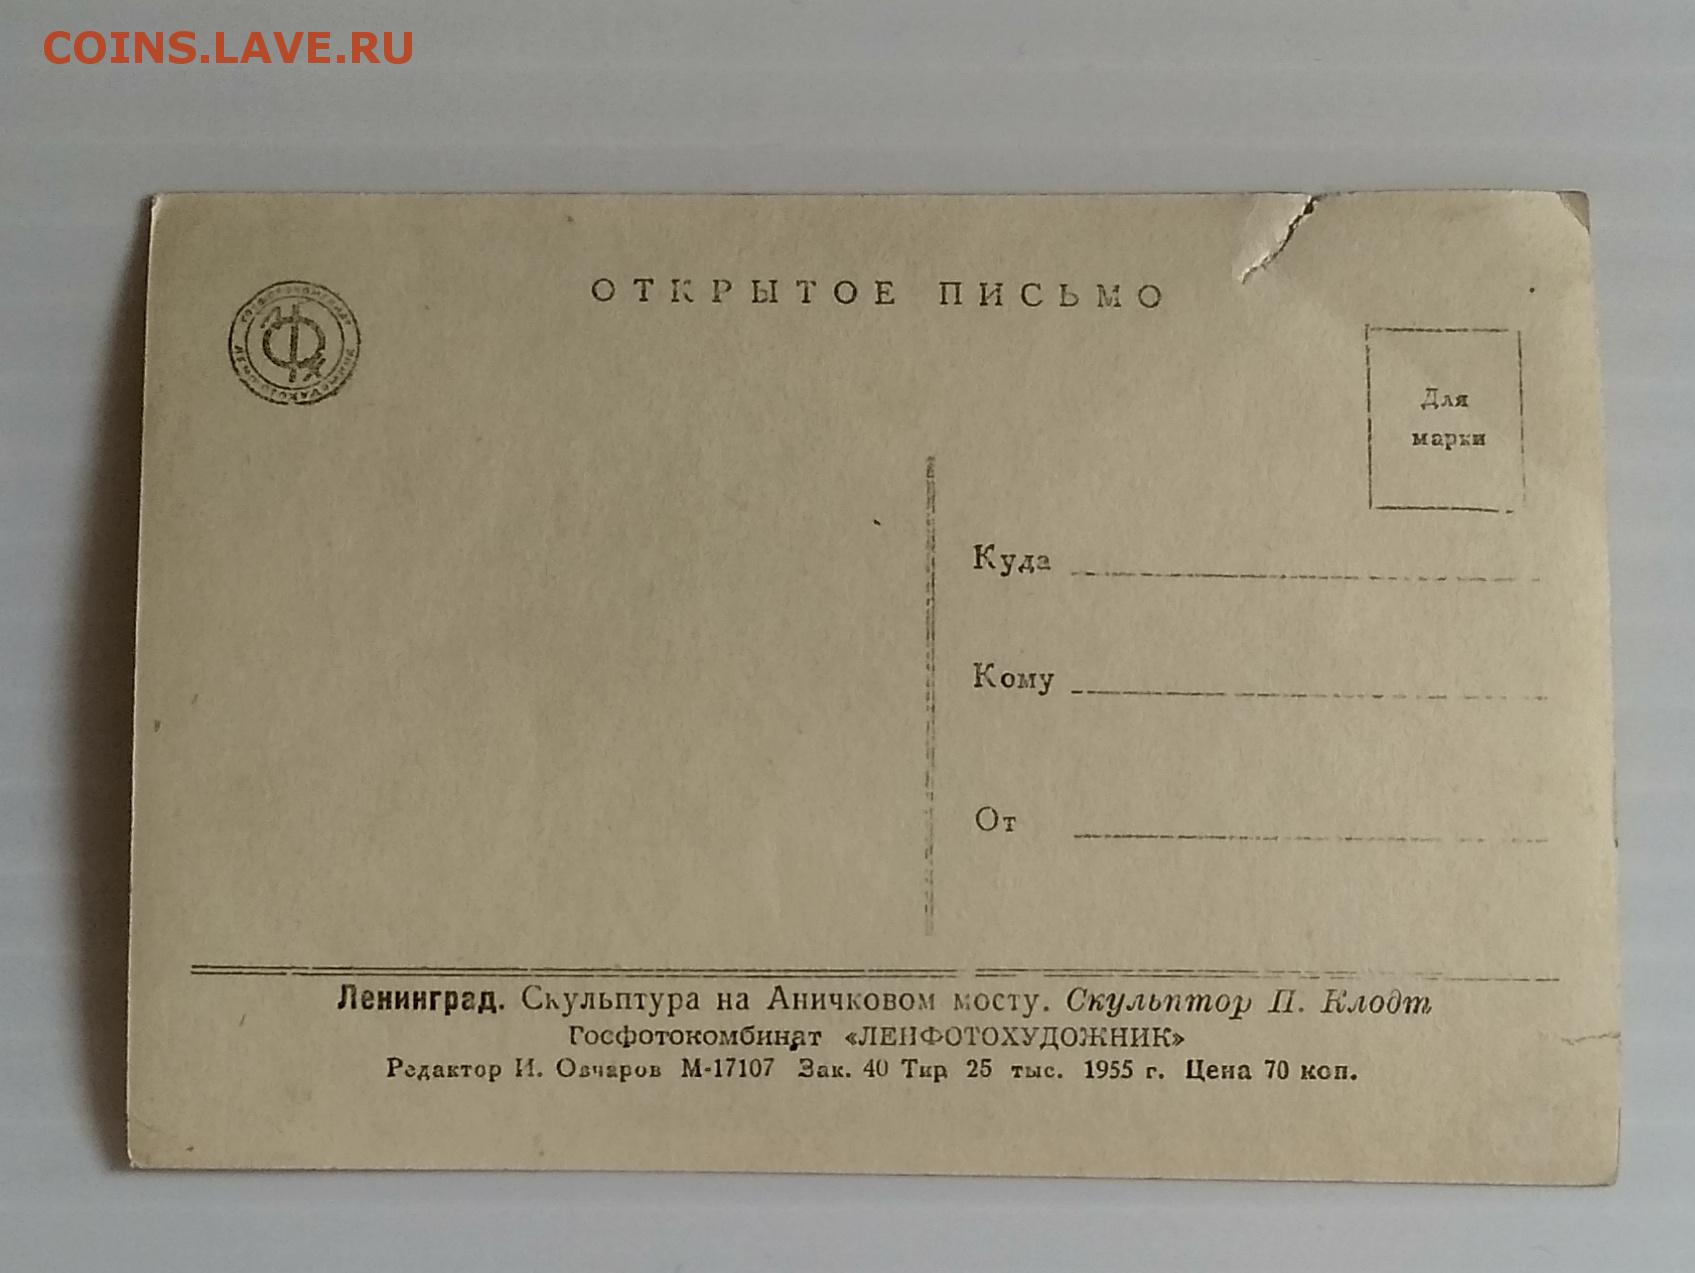 COINS.LAVE.RU
ОТКРЫТОЕ ПИСЬМО
Для
марки
Куда
Кому
От
Ленинград. Скульптура на Аничковом мосту. Скульптор П. Клодт
Госфотокомбинат «ЛЕНФОТОХУДОЖНИК»
Редактор И. Овчаров М-17107 Зак. 40 Тир 25 тыс. 1955 г. Цена 70 коп.